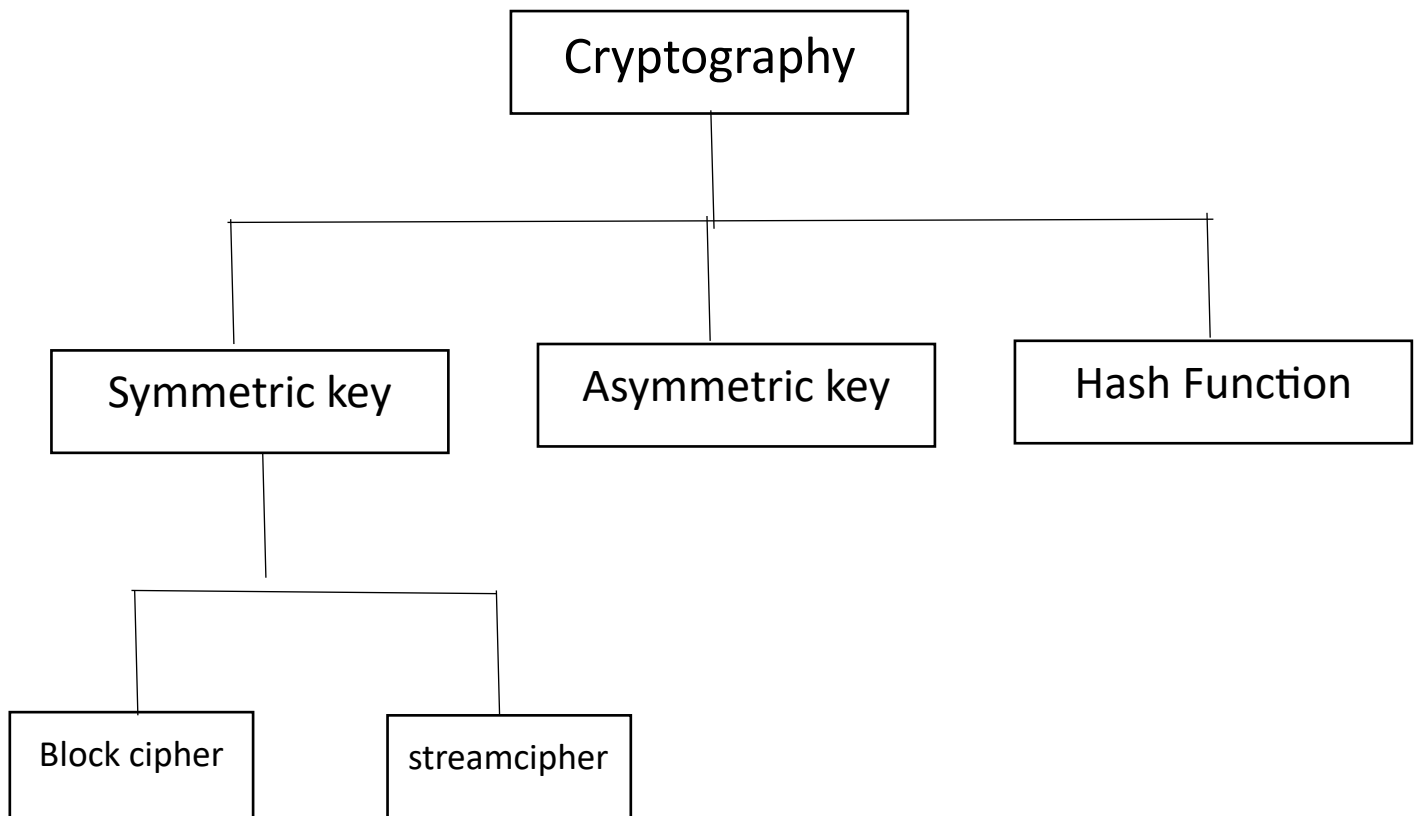 Cryptography
Symmetric key
Asymmetric key
Hash Function
Block cipher
streamcipher